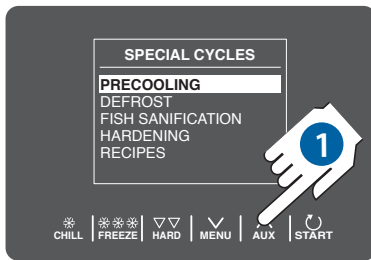 SPECIAL CYCLES
PRECOOLING
DEFROST
FISH SANIFICATION
HARDENING
RECIPES
1
CHILL FREEZE HARD MENU AUX START